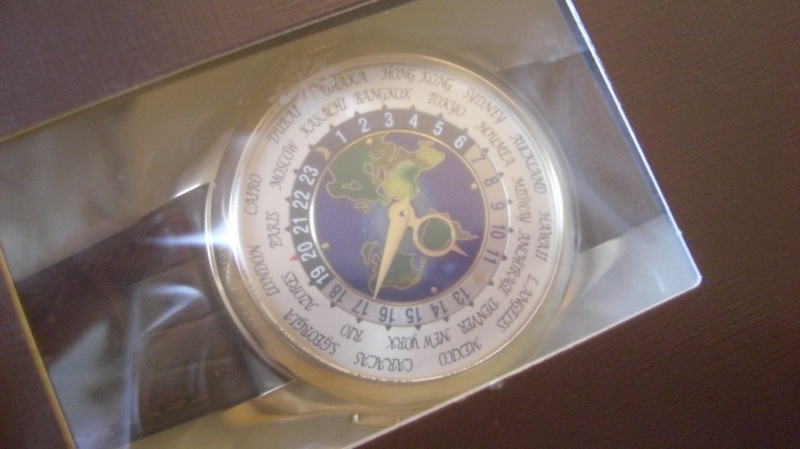 LONDON
PARIS
CAIRO
MOSCOW
DUBAI
KARACHI
DHAKA
BANGKOK
HONG KONG
TOKYO
SYDNEY
NOUMEA
AUCKLAND
MIDWAY
HAWAII
ANCHORAGE
L.ANGELES
DENVER
MEXICO
NEW YORK
CARACAS
RIO
S.GEORGIA
AZORES
1 2 3 4 5 6 7 8 9 10 11 13 14 15 16 17 18 19 20 21 22 23